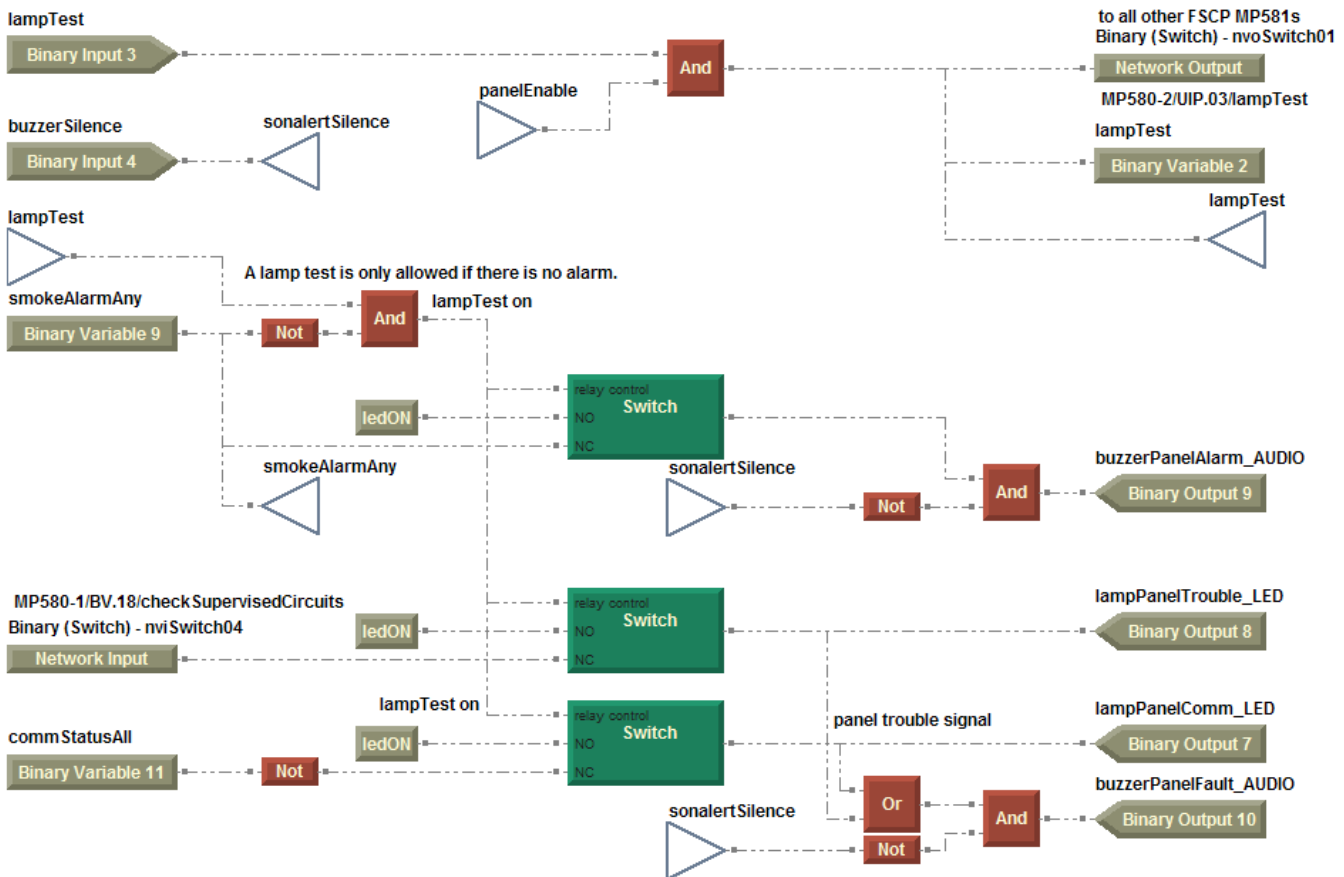 lampTest
Binary Input 3
And
to all other FSCP MP581s
Binary (Switch) - nvoSwitch01
Network Output
panelEnable
MP580-2/UIP.03/lampTest
buzzerSilence
Binary Input 4
sonalertSilence
lampTest
Binary Variable 2
lampTest
lampTest
A lamp test is only allowed if there is no alarm.
smokeAlarmAny
Binary Variable 9
Not
And
lampTest on
relay control
Switch
ledON
NO
NC
smokeAlarmAny
sonalertSilence
Not
And
buzzerPanelAlarm_AUDIO
Binary Output 9
MP580-1/BV.18/checkSupervisedCircuits
Binary (Switch) - nviSwitch04
Network Input
ledON
relay control
Switch
NO
NC
lampPanelTrouble_LED
Binary Output 8
lampTest on
commStatusAll
Binary Variable 11
Not
ledON
relay control
Switch
NO
NC
panel trouble signal
lampPanelComm_LED
Binary Output 7
sonalertSilence
Or
Not
And
buzzerPanelFault_AUDIO
Binary Output 10